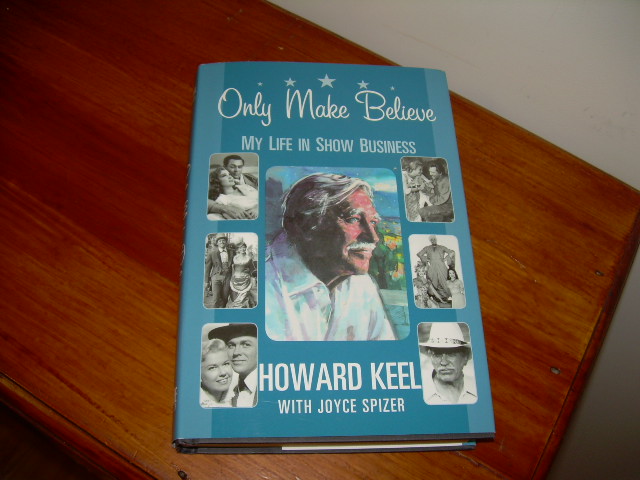 Only Make Believe
MY LIFE IN SHOW BUSINESS
HOWARD KEEL
WITH JOYCE SPIZER